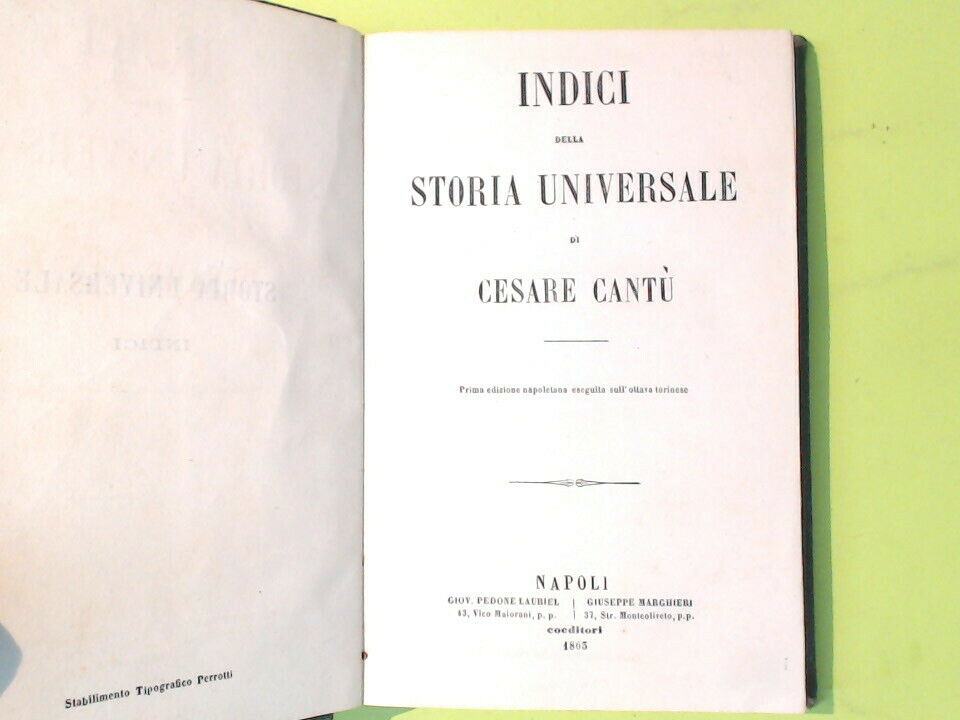 Stabilimento Tipografico Perrotti
INDICI
DELLA
STORIA UNIVERSALE
DI
CESARE CANTÙ
Prima edizione napoletana eseguita sull'ottava torinese
NAPOLI
GIOV. PEDONE LAURIEL | GIUSEPPE MARGHIERI
43, Vico Maiorani, p. p. | 37, Str. Monteoliveto, p.p.
coeditori
1863